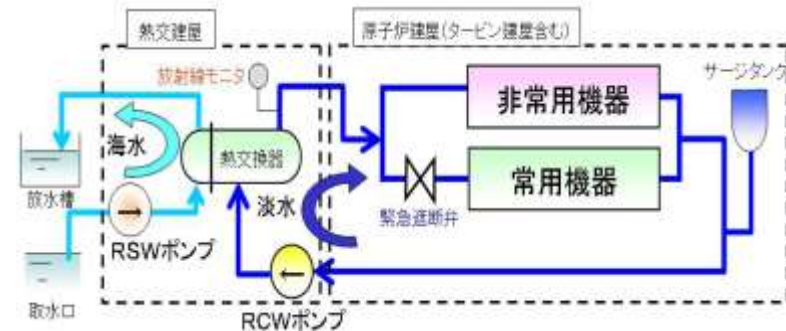 熱交建屋
原子炉建屋(タービン建屋含む)
放射線モニタ
サージタンク
非常用機器
海水
熱交換器
常用機器
淡水
放水槽
緊急遮断弁
RSWポンプ
取水口
RCWポンプ